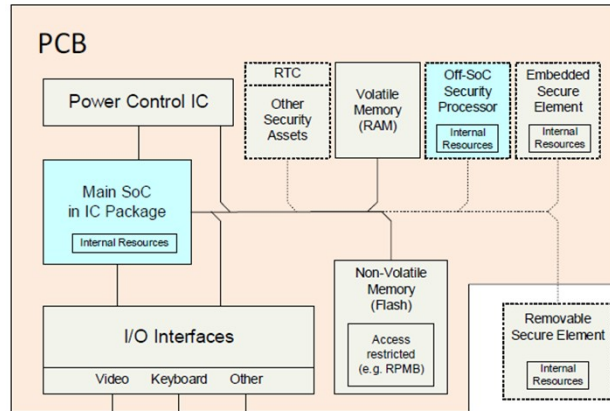 PCB
Power Control IC
RTC
Other
Security
Assets
Volatile
Memory
(RAM)
Off-SoC
Security
Processor
Internal
Resources
Embedded
Secure
Element
Internal
Resources
Main SoC
in IC Package
Internal Resources
I/O Interfaces
Video Keyboard Other
Non-Volatile
Memory
(Flash)
Access
restricted
(e.g. RPMB)
Removable
Secure Element
Internal
Resources